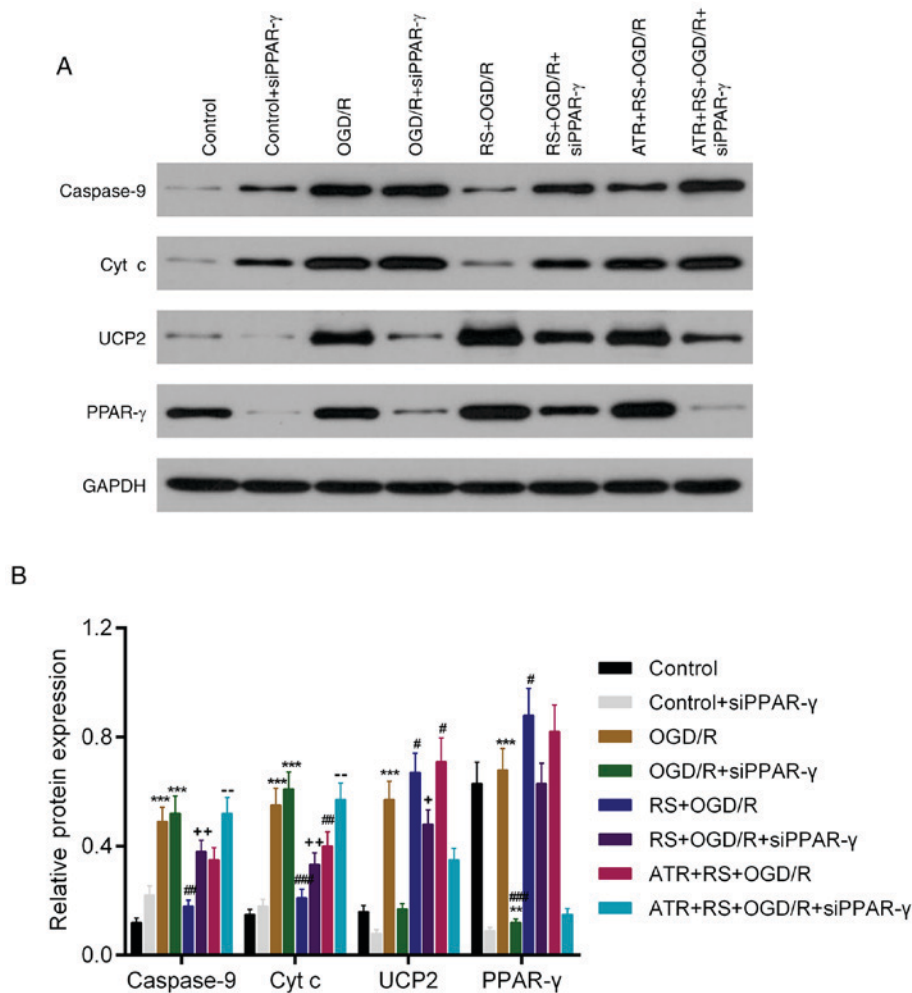 A
Control
Control+siPPAR-γ
OGD/R
OGD/R+siPPAR-γ
RS+OGD/R
RS+OGD/R+
siPPAR-γ
ATR+RS+OGD/R
ATR+RS+OGD/R+
siPPAR-γ
Caspase-9
Cyt c
UCP2
PPAR-γ
GAPDH
B
Relative protein expression
1.2
0.8
0.4
0.0
*** *** ## ++ --
*** *** ### ++ ## --
*** # + #
*** ### ** #
Caspase-9 Cyt c UCP2 PPAR-γ
Control
Control+siPPAR-γ
OGD/R
OGD/R+siPPAR-γ
RS+OGD/R
RS+OGD/R+siPPAR-γ
ATR+RS+OGD/R
ATR+RS+OGD/R+siPPAR-γ